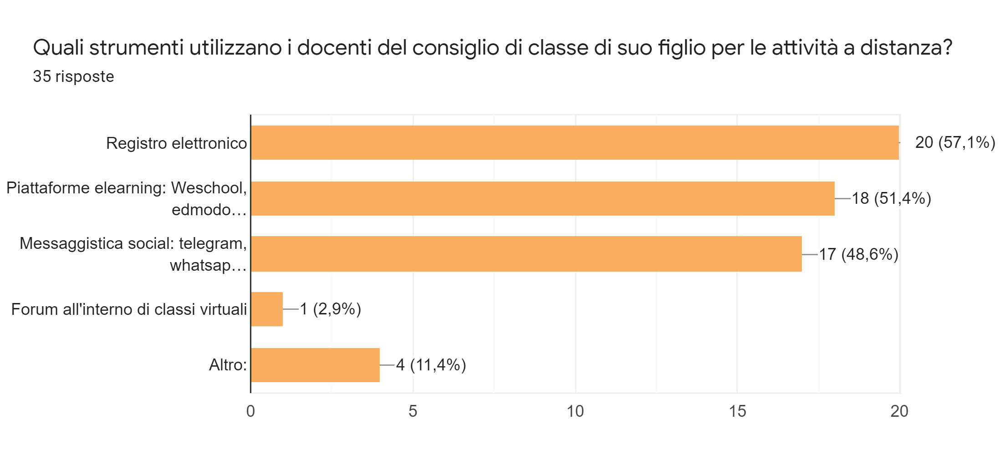 Quali strumenti utilizzano i docenti del consiglio di classe di suo figlio per le attività a distanza?
35 risposte
Registro elettronico
20 (57,1%)
Piattaforme elearning: Weschool,
edmodo…
18 (51,4%)
Messaggistica social: telegram,
whatsap…
17 (48,6%)
Forum all'interno di classi virtuali
1 (2,9%)
Altro:
4 (11,4%)
0 5 10 15 20